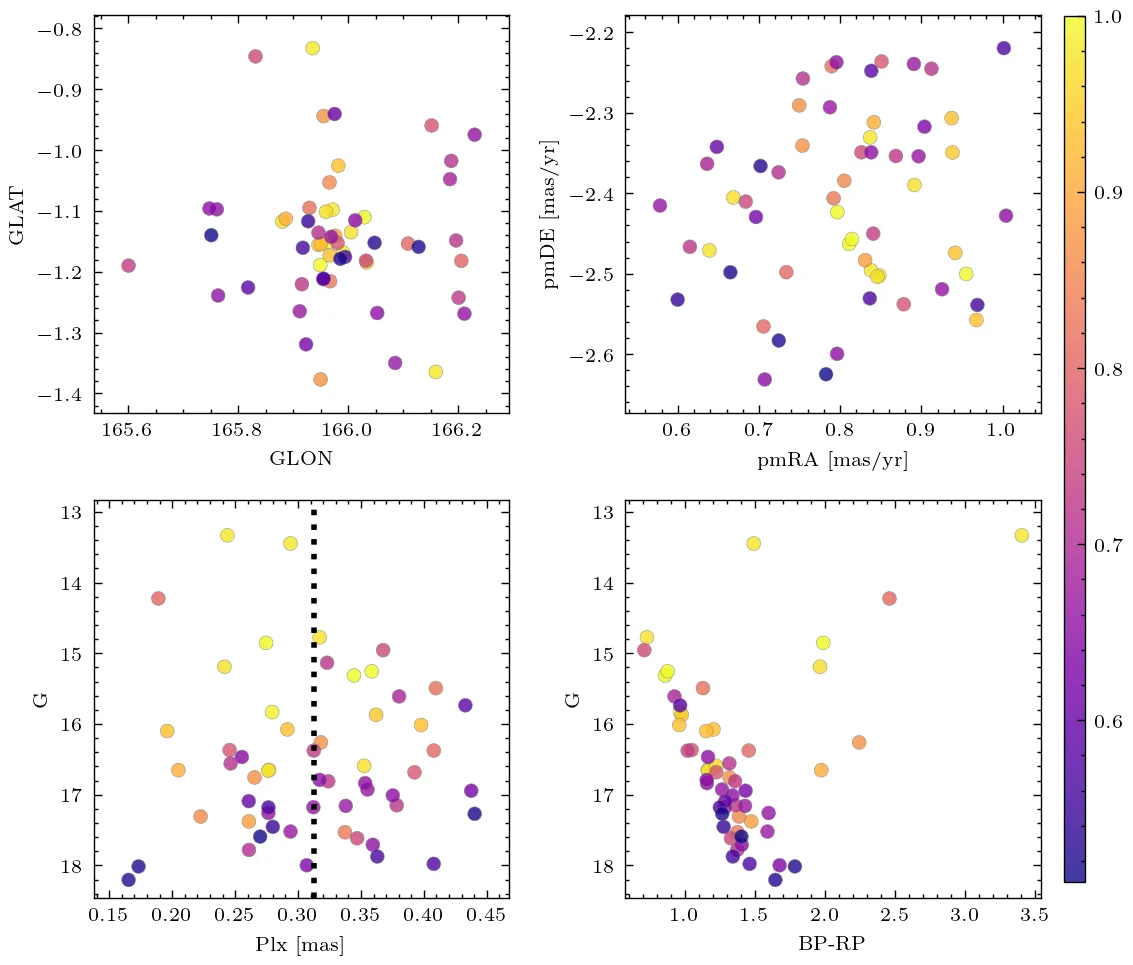 −0.8
−0.9
−1.0
−1.1
−1.2
−1.3
−1.4
GLAT
165.6 165.8 166.0 166.2
GLON
−2.2
−2.3
−2.4
−2.5
−2.6
pmDE [mas/yr]
0.6 0.7 0.8 0.9 1.0
pmRA [mas/yr]
13
14
15
16
17
18
G
0.15 0.20 0.25 0.30 0.35 0.40 0.45
Plx [mas]
13
14
15
16
17
18
G
1.0 1.5 2.0 2.5 3.0 3.5
BP-RP
1.0
0.9
0.8
0.7
0.6